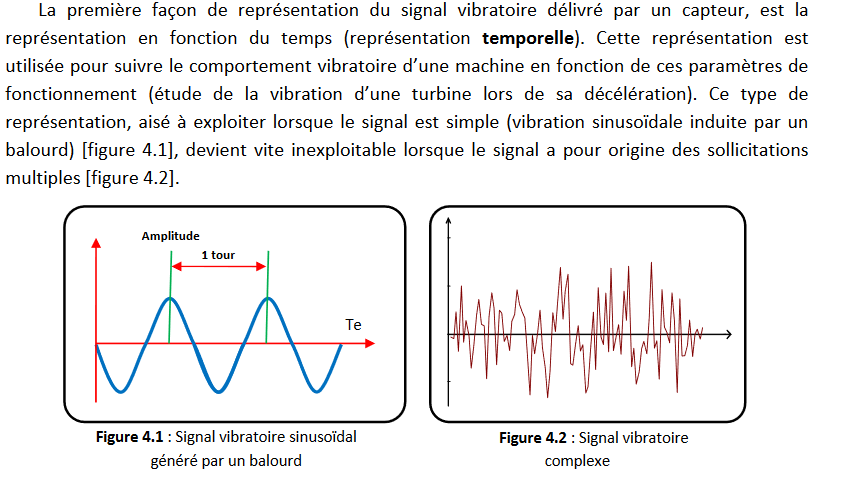 La première façon de représentation du signal vibratoire délivré par un capteur, est la
représentation en fonction du temps (représentation temporelle). Cette représentation est
utilisée pour suivre le comportement vibratoire d’une machine en fonction de ces paramètres de
fonctionnement (étude de la vibration d’une turbine lors de sa décélération). Ce type de
représentation, aisé à exploiter lorsque le signal est simple (vibration sinusoïdale induite par un
balourd) [figure 4.1], devient vite inexploitable lorsque le signal a pour origine des sollicitations
multiples [figure 4.2].
Amplitude
1 tour
Te
Figure 4.1 : Signal vibratoire sinusoïdal
généré par un balourd
Figure 4.2 : Signal vibratoire
complexe